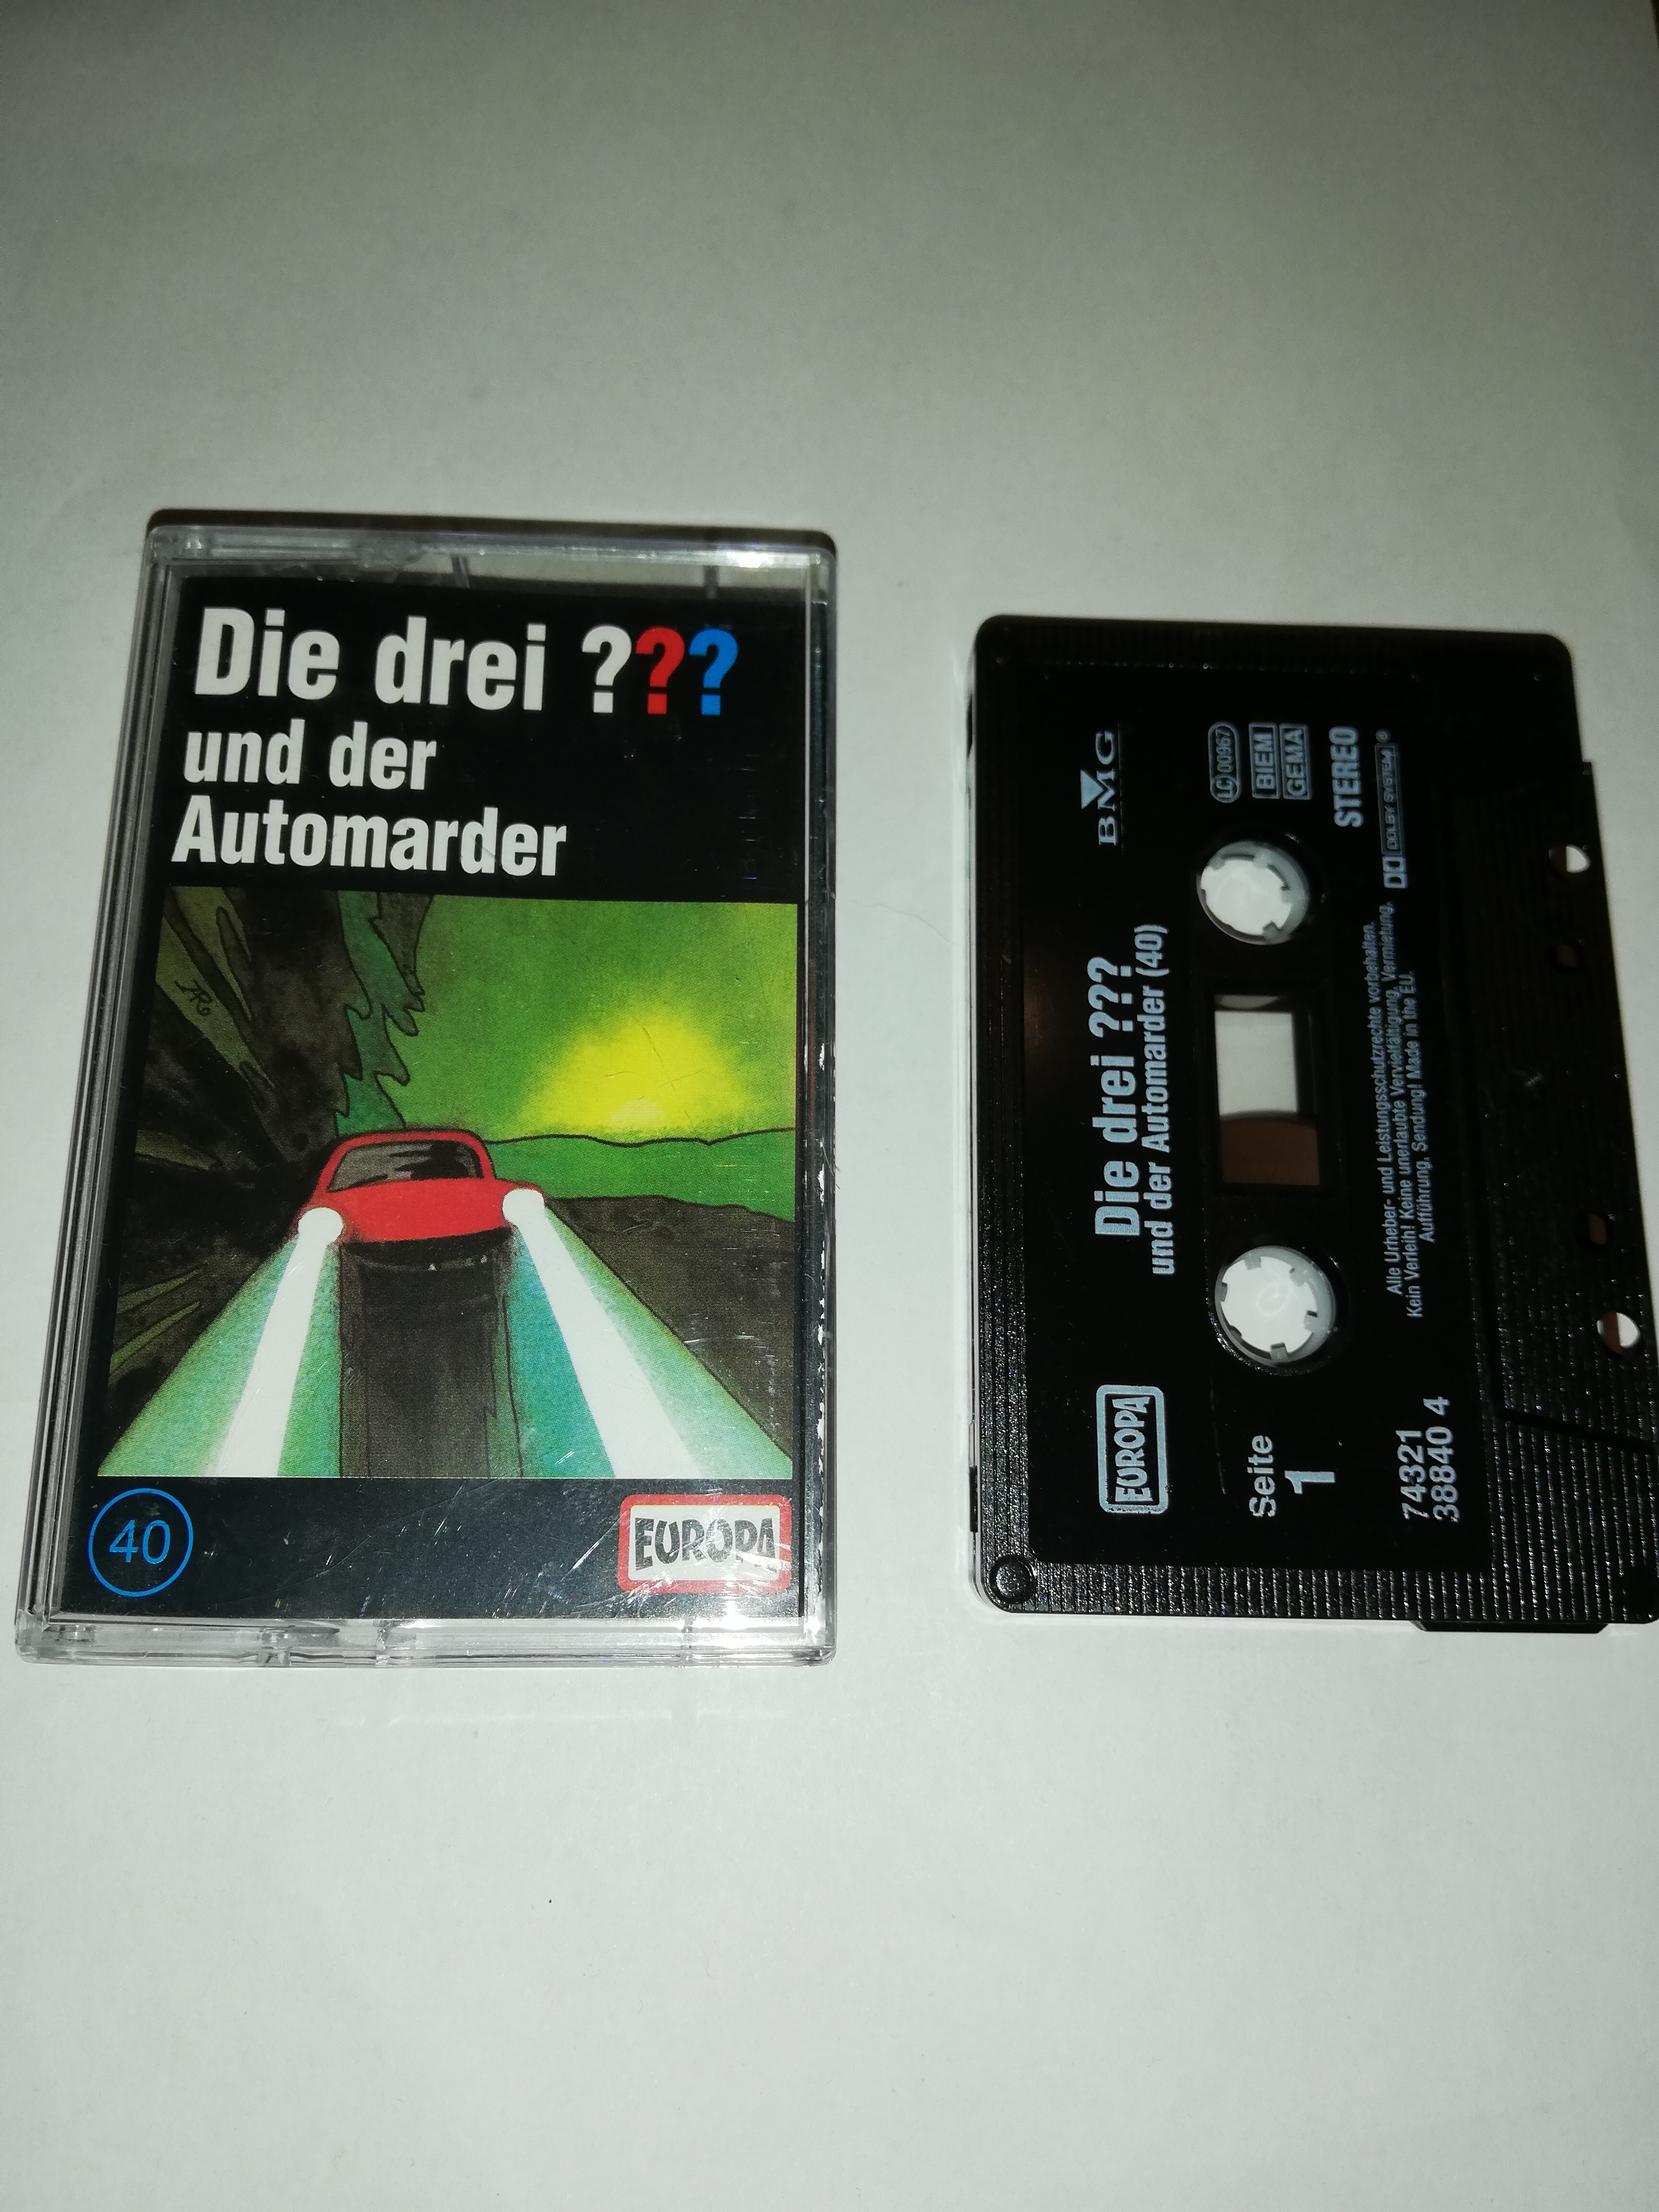 Die drei ???
und der
Automarder
JRG
40
EUROPA
BMG
LC 00967
BIEM
GEMA
STEREO
DOLBY SYSTEM®
Die drei ???
und der Automarder (40)
EUROPA
Seite
1
Alle Urheber- und Leistungsschutzrechte vorbehalten.
Kein Verleih! Keine unerlaubte Vervielfältigung, Vermietung,
Aufführung, Sendung! Made in the EU.
74321
38840 4